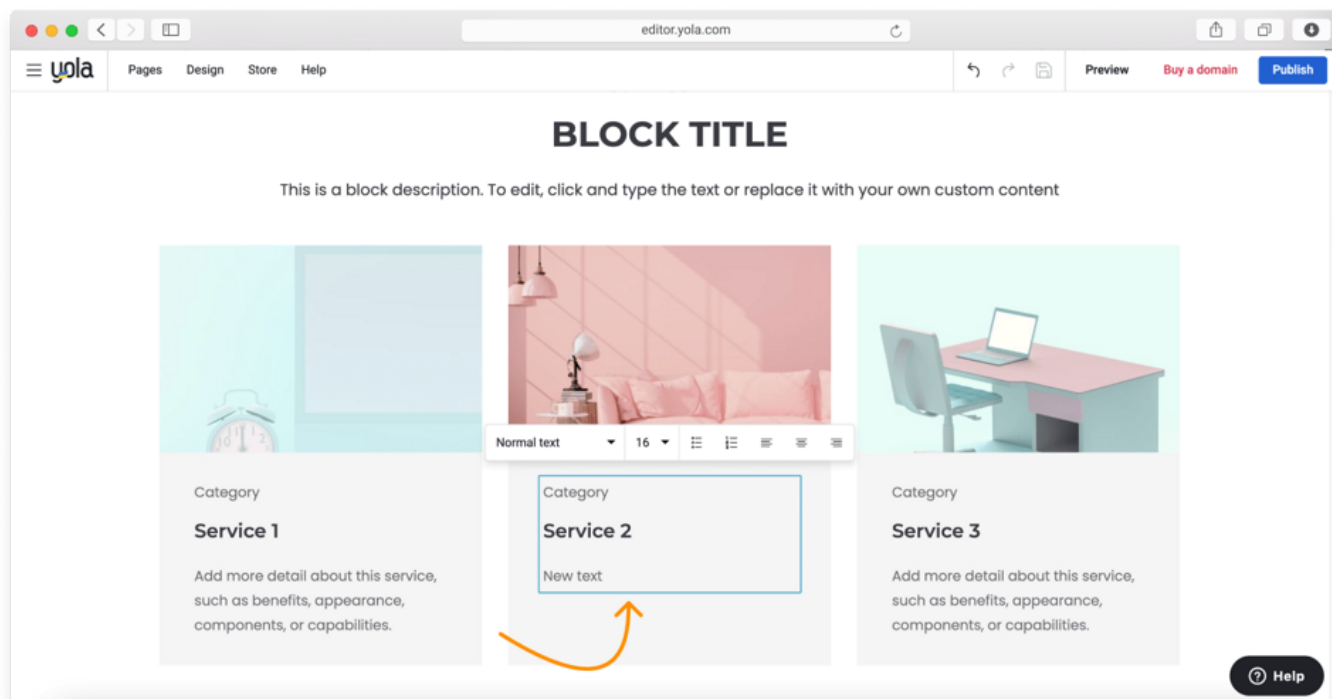 editor.yola.com
yola Pages Design Store Help Preview Buy a domain Publish
BLOCK TITLE
This is a block description. To edit, click and type the text or replace it with your own custom content
Normal text 16
Category
Service 1
Add more detail about this service,
such as benefits, appearance,
components, or capabilities.
Category
Service 2
New text
Category
Service 3
Add more detail about this service,
such as benefits, appearance,
components, or capabilities.
Help